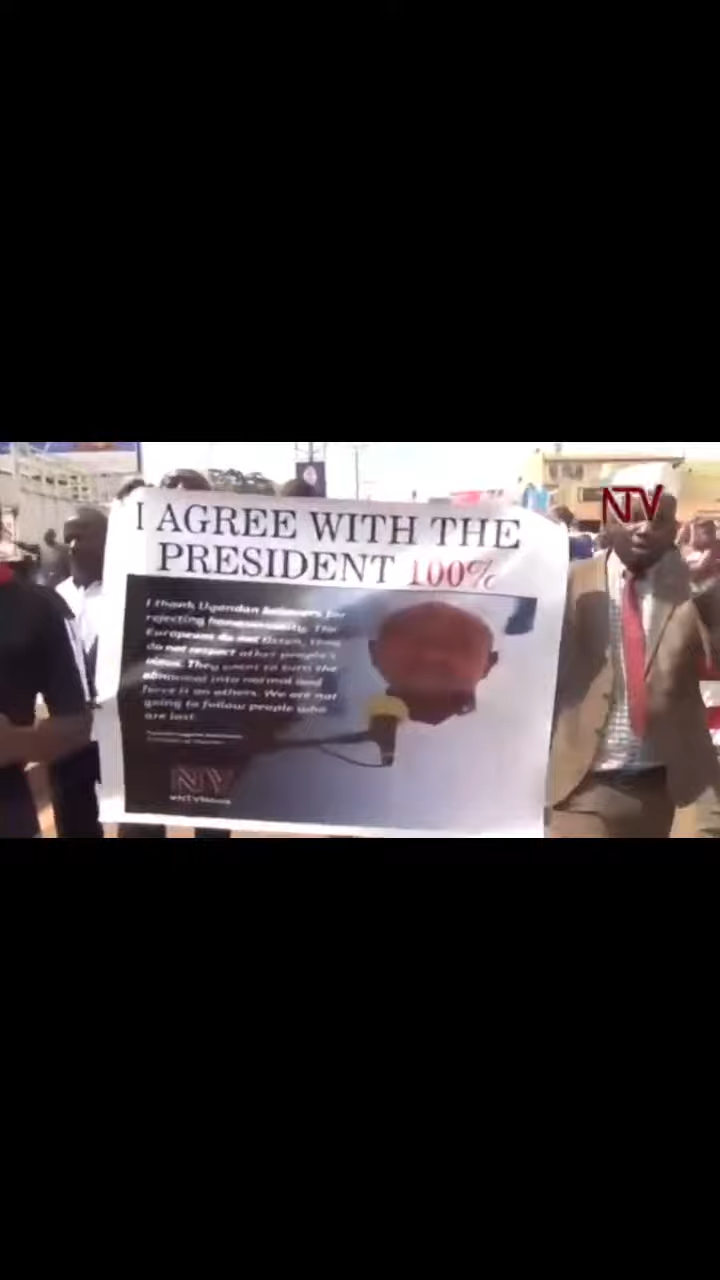 NTV
I AGREE WITH THE
PRESIDENT 100%
I thank Ugandan believers for
rejecting homosexuality. The
Europeans do not listen, they
do not respect other people's
views. They want to turn the
abnormal into normal and
force it on others. We are not
going to follow people who
are lost.
NTV